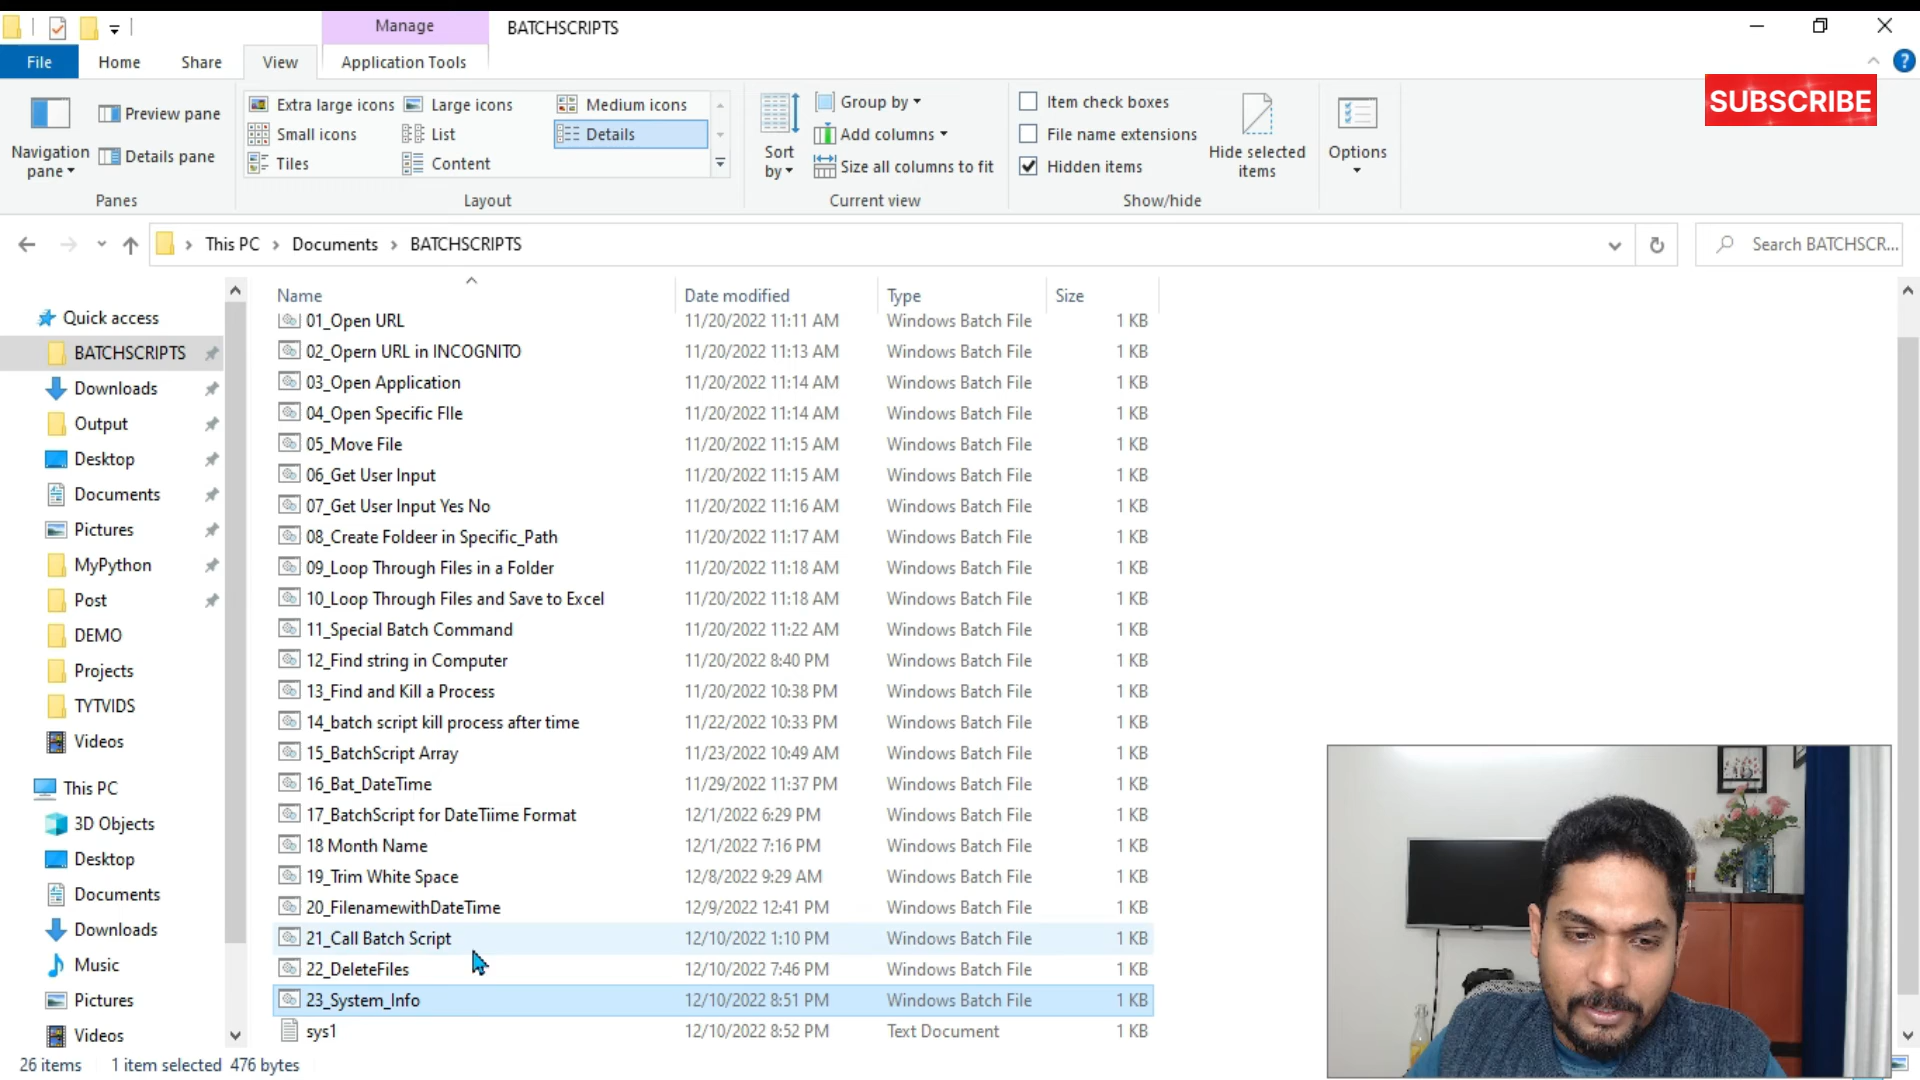 Manage
BATCHSCRIPTS
File
Home
Share
View
Application Tools
Navigation pane
Preview pane
Details pane
Panes
Extra large icons
Large icons
Medium icons
Small icons
List
Details
Tiles
Content
Layout
Sort by
Group by
Add columns
Size all columns to fit
Current view
Item check boxes
File name extensions
Hidden items
Hide selected items
Show/hide
Options
SUBSCRIBE
This PC > Documents > BATCHSCRIPTS
Search BATCHSCR...
Quick access
BATCHSCRIPTS
Downloads
Output
Desktop
Documents
Pictures
MyPython
Post
DEMO
Projects
TYTVIDS
Videos
This PC
3D Objects
Desktop
Documents
Downloads
Music
Pictures
Videos
Name Date modified Type Size
01_Open URL 11/20/2022 11:11 AM Windows Batch File 1 KB
02_Opern URL in INCOGNITO 11/20/2022 11:13 AM Windows Batch File 1 KB
03_Open Application 11/20/2022 11:14 AM Windows Batch File 1 KB
04_Open Specific FIle 11/20/2022 11:14 AM Windows Batch File 1 KB
05_Move File 11/20/2022 11:15 AM Windows Batch File 1 KB
06_Get User Input 11/20/2022 11:15 AM Windows Batch File 1 KB
07_Get User Input Yes No 11/20/2022 11:16 AM Windows Batch File 1 KB
08_Create Foldeer in Specific_Path 11/20/2022 11:17 AM Windows Batch File 1 KB
09_Loop Through Files in a Folder 11/20/2022 11:18 AM Windows Batch File 1 KB
10_Loop Through Files and Save to Excel 11/20/2022 11:18 AM Windows Batch File 1 KB
11_Special Batch Command 11/20/2022 11:22 AM Windows Batch File 1 KB
12_Find string in Computer 11/20/2022 8:40 PM Windows Batch File 1 KB
13_Find and Kill a Process 11/20/2022 10:38 PM Windows Batch File 1 KB
14_batch script kill process after time 11/22/2022 10:33 PM Windows Batch File 1 KB
15_BatchScript Array 11/23/2022 10:49 AM Windows Batch File 1 KB
16_Bat_DateTime 11/29/2022 11:37 PM Windows Batch File 1 KB
17_BatchScript for DateTiime Format 12/1/2022 6:29 PM Windows Batch File 1 KB
18 Month Name 12/1/2022 7:16 PM Windows Batch File 1 KB
19_Trim White Space 12/8/2022 9:29 AM Windows Batch File 1 KB
20_FilenamewithDateTime 12/9/2022 12:41 PM Windows Batch File 1 KB
21_Call Batch Script 12/10/2022 1:10 PM Windows Batch File 1 KB
22_DeleteFiles 12/10/2022 7:46 PM Windows Batch File 1 KB
23_System_Info 12/10/2022 8:51 PM Windows Batch File 1 KB
sys1 12/10/2022 8:52 PM Text Document 1 KB
26 items 1 item selected 476 bytes